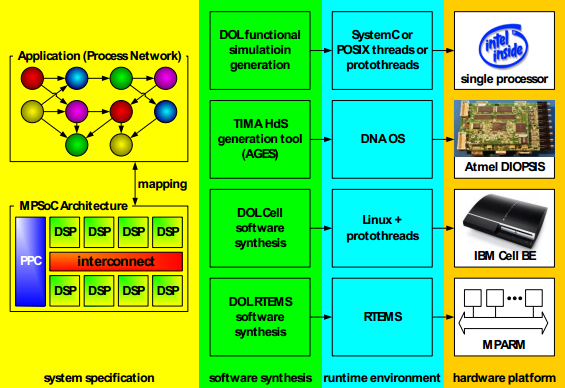 Application (Process Network)
mapping
MPSoC Architecture
PPC
DSP DSP DSP DSP
interconnect
DSP DSP DSP DSP
system specification
DOL functional
simulatioin
generation
TIMA HdS
generation tool
(AGES)
DOL Cell
software
synthesis
DOL RTEMS
software
synthesis
software synthesis
SystemC or
POSIX threads or
protothreads
DNA OS
Linux +
protothreads
RTEMS
runtime environment
intel
inside
single processor
Atmel DIOPSIS
IBM Cell BE
MPARM
hardware platform